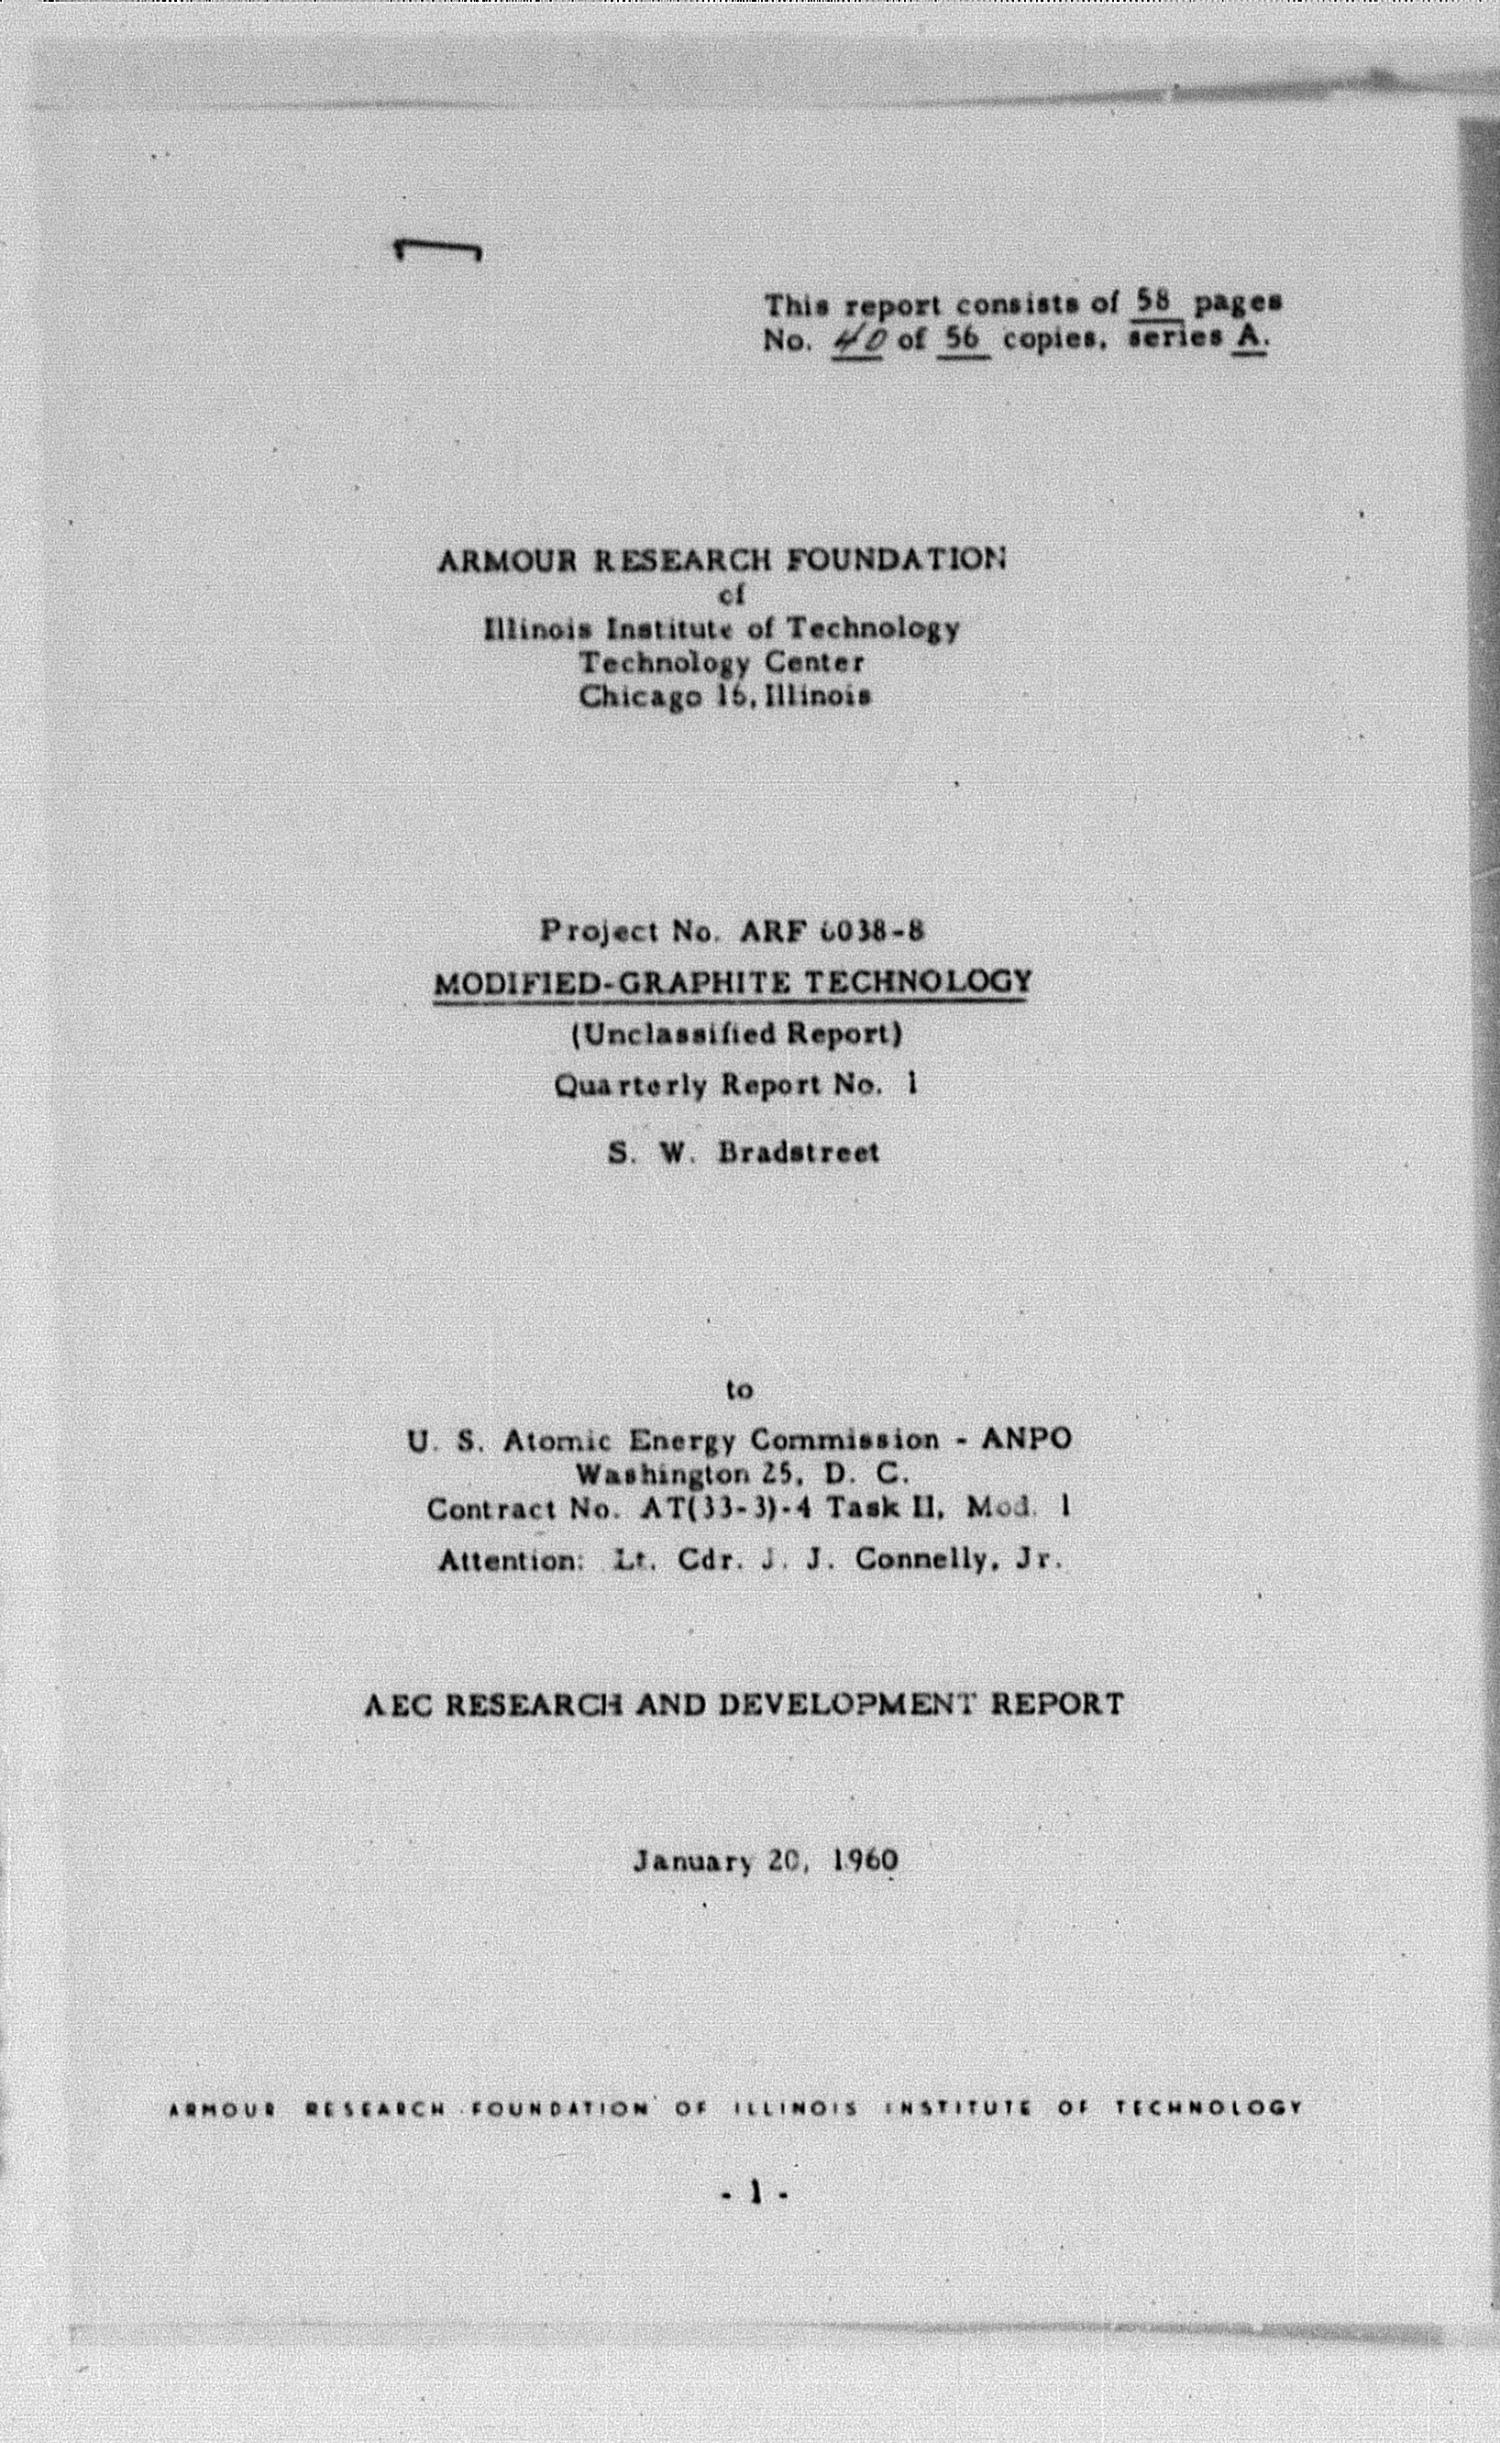 This report consists of 58 pages
No. 40 of 56 copies, series A.
ARMOUR RESEARCH FOUNDATION
of
Illinois Institute of Technology
Technology Center
Chicago 16, Illinois
Project No. ARF 6038-8
MODIFIED-GRAPHITE TECHNOLOGY
(Unclassified Report)
Quarterly Report No. 1
S. W. Bradstreet
to
U. S. Atomic Energy Commission - ANPO
Washington 25, D. C.
Contract No. AT(33-3)-4 Task II, Mod. 1
Attention: Lt. Cdr. J. J. Connelly, Jr.
AEC RESEARCH AND DEVELOPMENT REPORT
January 20, 1960
ARMOUR RESEARCH FOUNDATION OF ILLINOIS INSTITUTE OF TECHNOLOGY
- 1 -